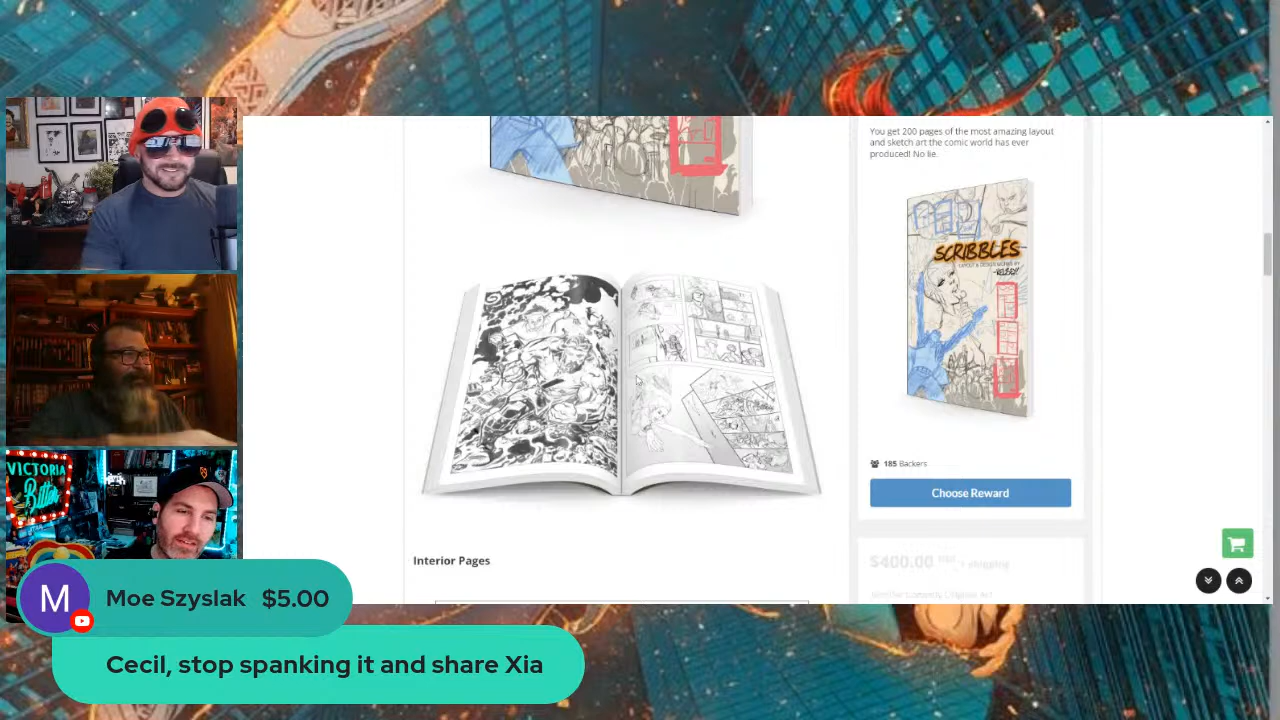 You get 200 pages of the most amazing layout
and sketch art the comic world has ever
produced! No lie.
SCRIBBLES
185 Backers
Choose Reward
Interior Pages
$400.00 + shipping
VICTORIA
Bitter
M
Moe Szyslak $5.00
Cecil, stop spanking it and share Xia